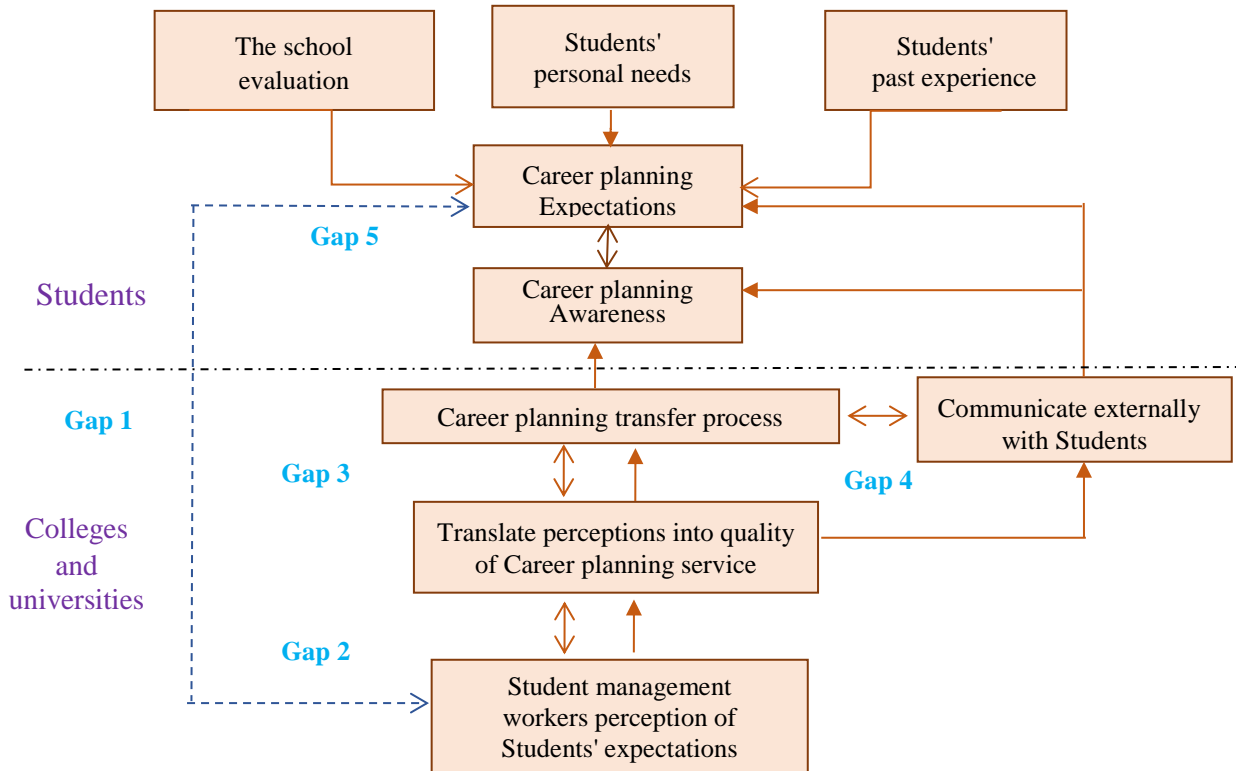 The school
evaluation
Students'
personal needs
Students'
past experience
Career planning
Expectations
Gap 5
Career planning
Awareness
Students
Gap 1
Career planning transfer process
Communicate externally
with Students
Gap 3
Gap 4
Colleges
and
universities
Translate perceptions into quality
of Career planning service
Gap 2
Student management
workers perception of
Students' expectations